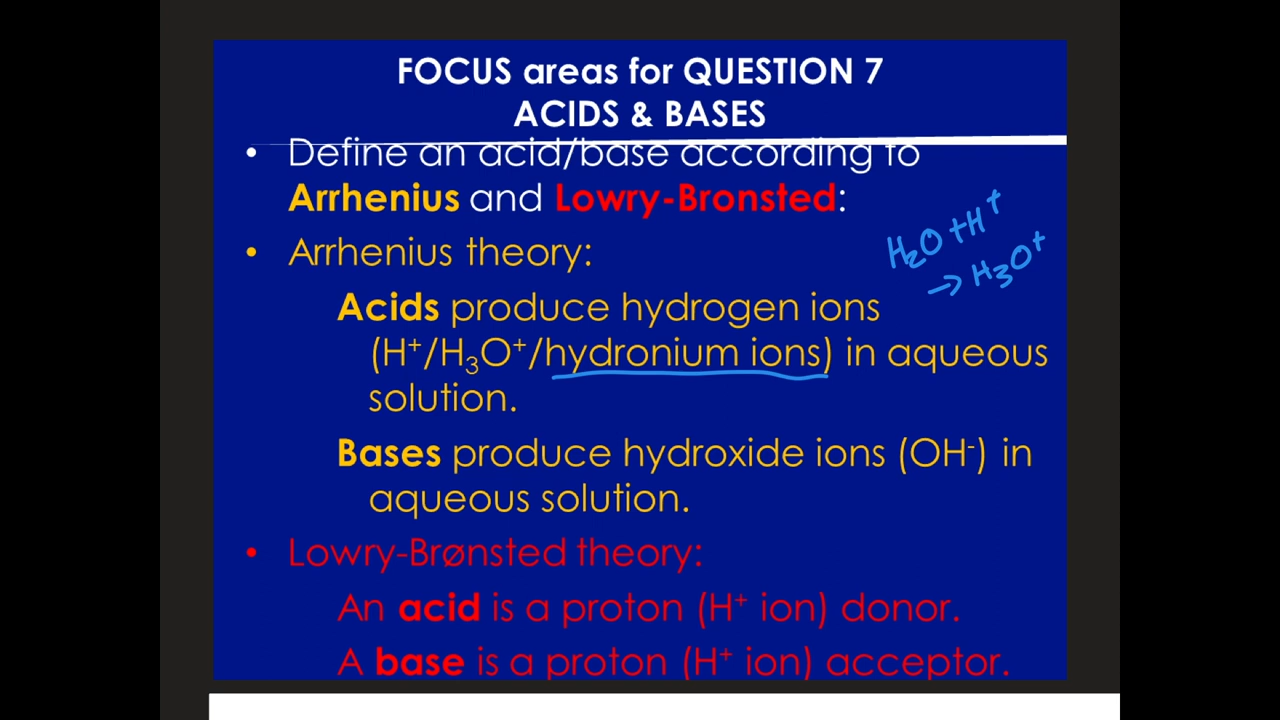 FOCUS areas for QUESTION 7
ACIDS & BASES
• Define an acid/base according to
Arrhenius and Lowry-Bronsted:
• Arrhenius theory:
H₂O + H⁺
→ H₃O⁺
Acids produce hydrogen ions
(H⁺/H₃O⁺/hydronium ions) in aqueous
solution.
Bases produce hydroxide ions (OH⁻) in
aqueous solution.
• Lowry-Brønsted theory:
An acid is a proton (H⁺ ion) donor.
A base is a proton (H⁺ ion) acceptor.